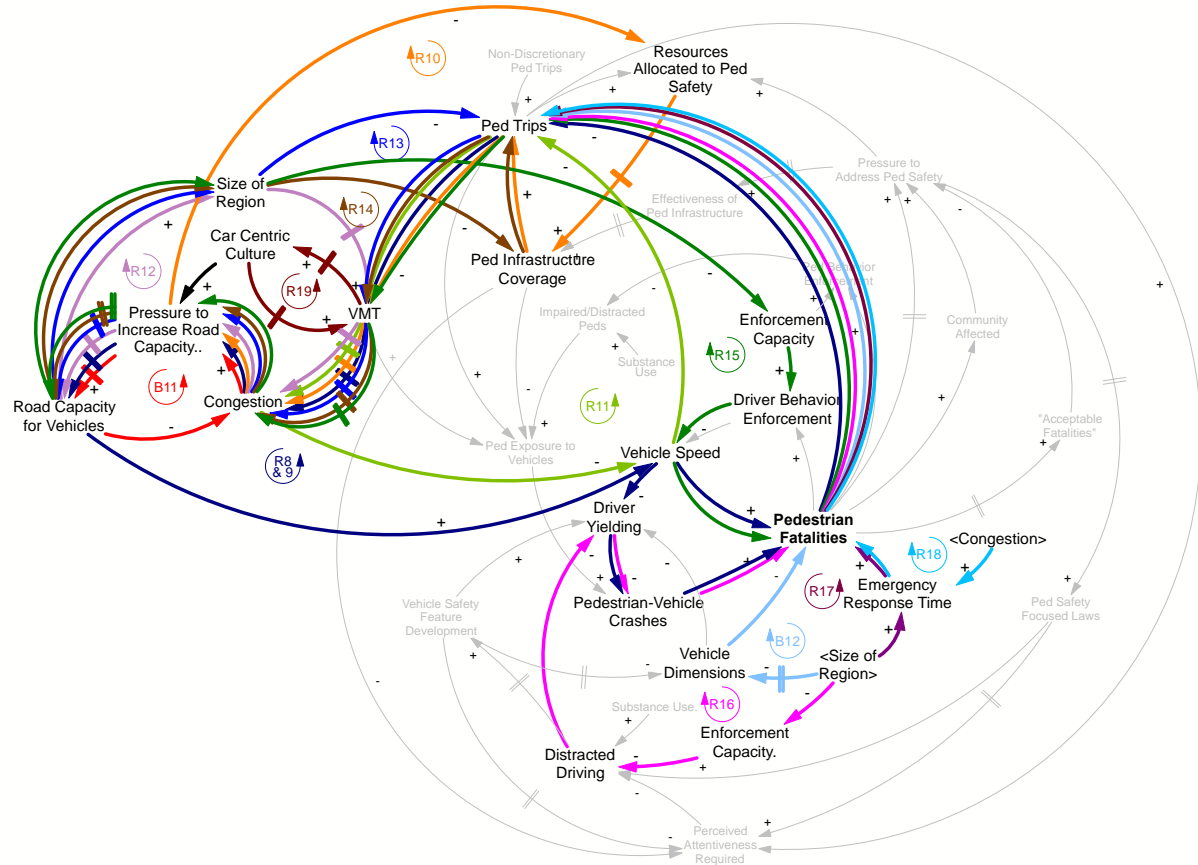 Resources
Allocated to Ped
Safety
Non-Discretionary
Ped Trips
R10
Ped Trips
R13
Pressure to
Address Ped Safety
Size of
Region
Effectiveness of
Ped Infrastructure
R14
Car Centric
Culture
Ped Infrastructure
Coverage
R12
R19
Ped Behavior
Enforcement
VMT
Pressure to
Increase Road
Capacity..
Impaired/Distracted
Peds
Enforcement
Capacity
Community
Affected
R15
Substance
Use
B11
Congestion
R11
Driver Behavior
Enforcement
Road Capacity
for Vehicles
"Acceptable
Fatalities"
Ped Exposure to
Vehicles
Vehicle Speed
R8
& 9
Driver
Yielding
Pedestrian
Fatalities
<Congestion>
R18
R17
Emergency
Response Time
Vehicle Safety
Feature
Development
Pedestrian-Vehicle
Crashes
Ped Safety
Focused Laws
B12
Vehicle
Dimensions
<Size of
Region>
R16
Substance Use.
Enforcement
Capacity.
Distracted
Driving
Perceived
Attentiveness
Required